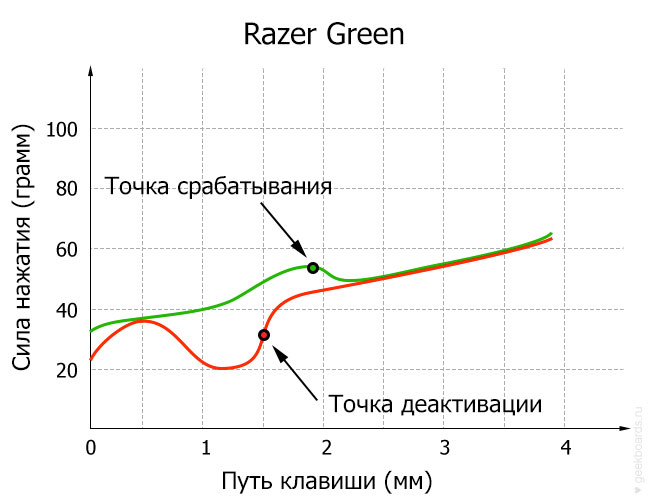 Razer Green
Сила нажатия (грамм)
100
80
60
40
20
Точка срабатывания
Точка деактивации
0
1
2
3
4
Путь клавиши (мм)
geekboards.ru